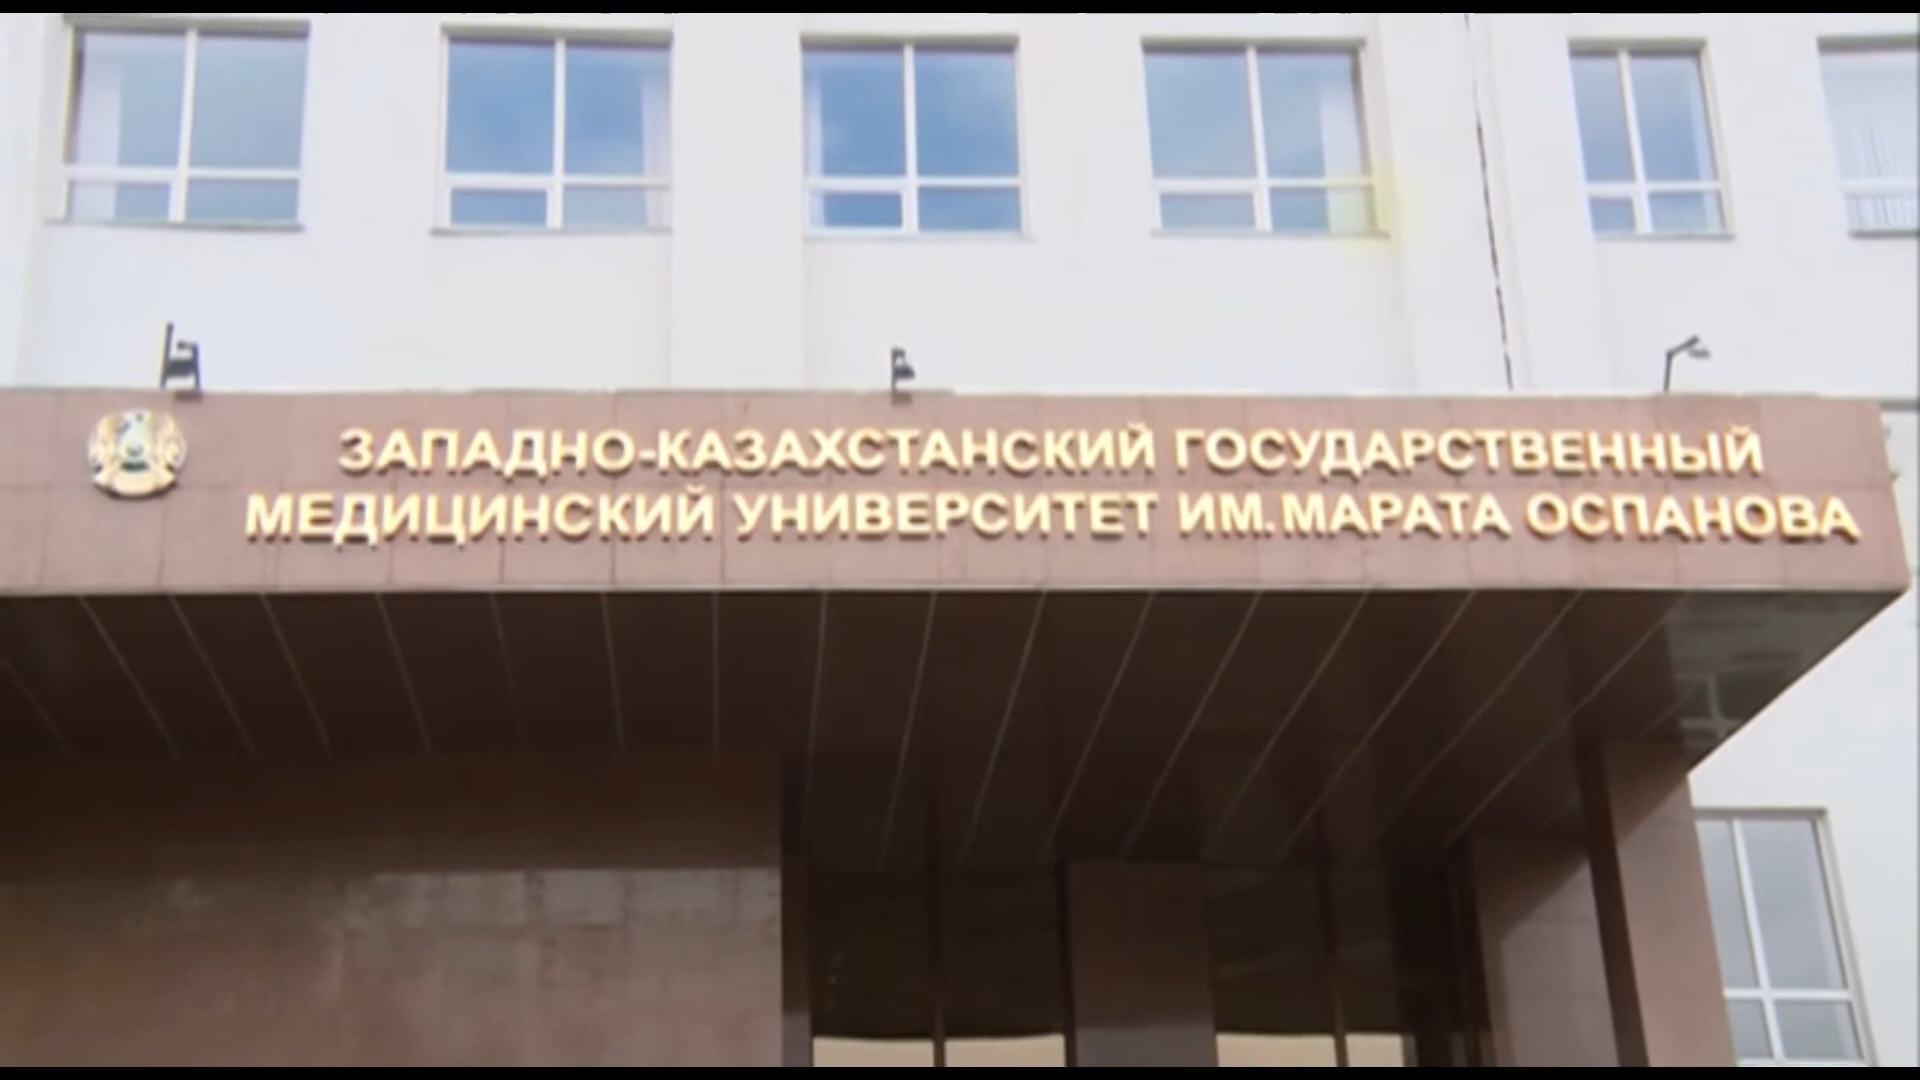 ЗАПАДНО-КАЗАХСТАНСКИЙ ГОСУДАРСТВЕННЫЙ
МЕДИЦИНСКИЙ УНИВЕРСИТЕТ ИМ.МАРАТА ОСПАНОВА